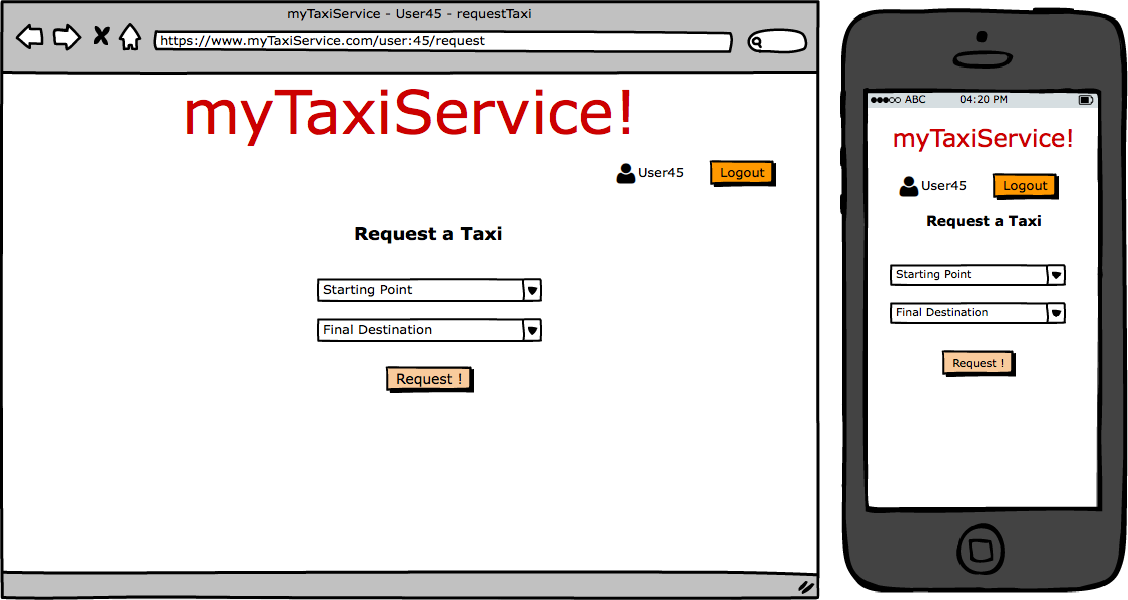 myTaxiService - User45 - requestTaxi
https://www.myTaxiService.com/user:45/request
myTaxiService!
User45 Logout
Request a Taxi
Starting Point
Final Destination
Request !
ABC 04:20 PM
myTaxiService!
User45 Logout
Request a Taxi
Starting Point
Final Destination
Request !